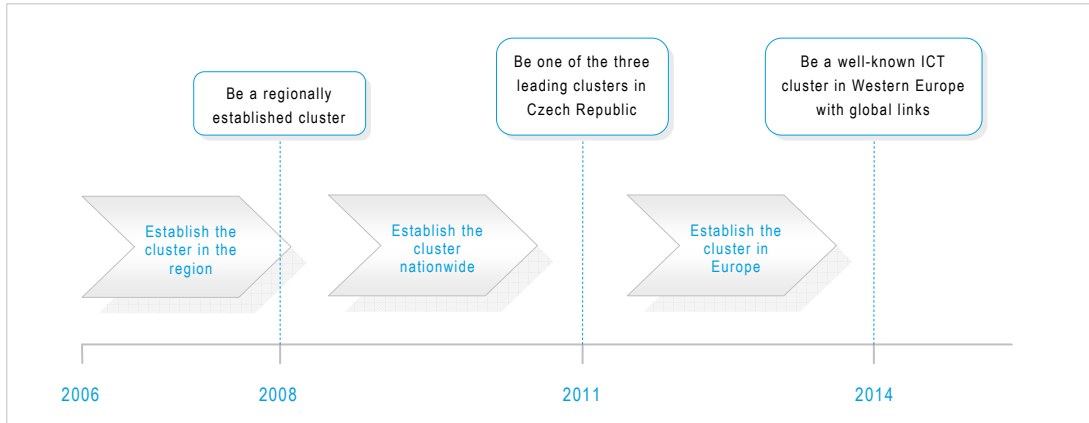 Be a regionally
established cluster
Be one of the three
leading clusters in
Czech Republic
Be a well-known ICT
cluster in Western Europe
with global links
Establish the
cluster in the
region
Establish the
cluster
nationwide
Establish the
cluster in
Europe
2006
2008
2011
2014